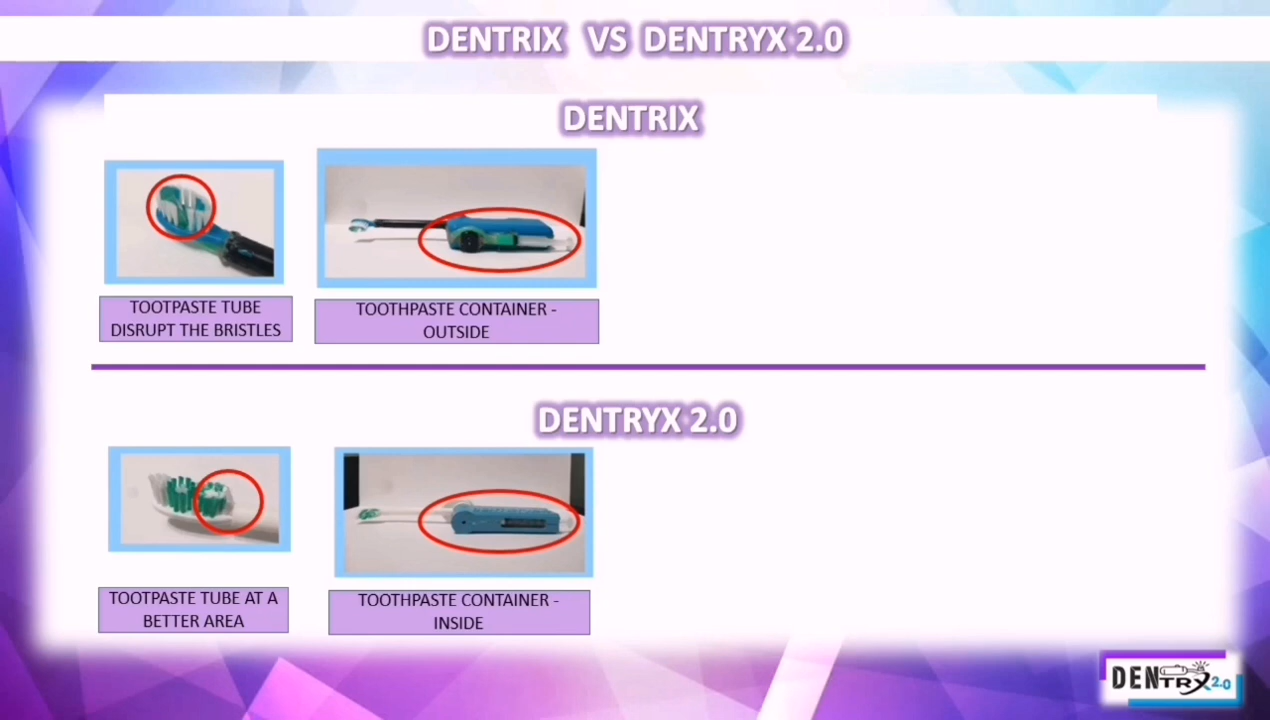 DENTRIX VS DENTRYX 2.0
DENTRIX
TOOTPASTE TUBE
DISRUPT THE BRISTLES
TOOTHPASTE CONTAINER -
OUTSIDE
DENTRYX 2.0
TOOTPASTE TUBE AT A
BETTER AREA
TOOTHPASTE CONTAINER -
INSIDE
DENTRYX 2.0